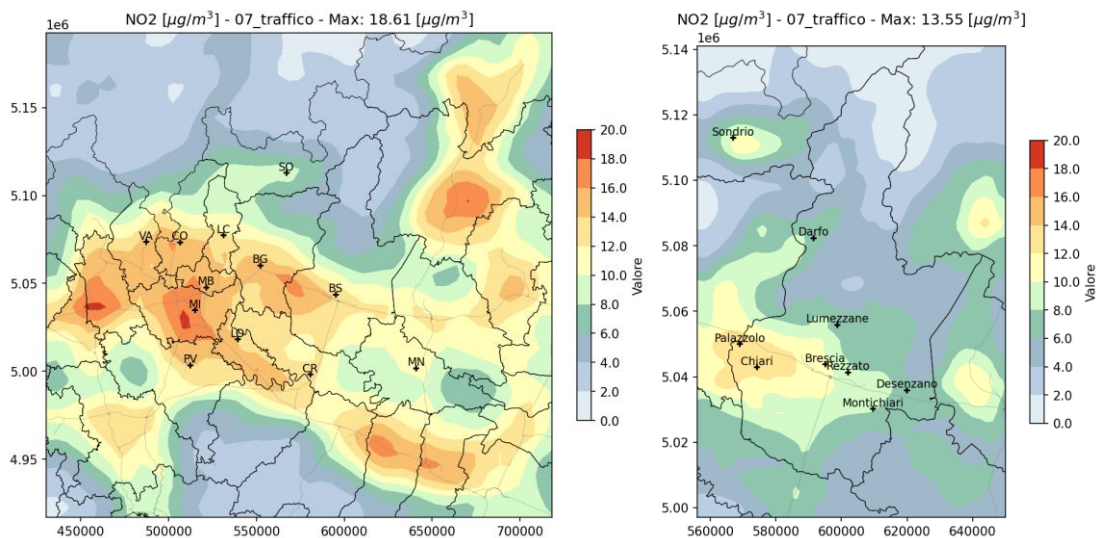 NO2 [μg/m³] - 07_traffico - Max: 18.61 [μg/m³]
1e6
5.15
5.10
5.05
5.00
4.95
450000 500000 550000 600000 650000 700000
SO
VA CO LC
BG
MB
BS
MI
LO
PV
CR
MN
20.0
18.0
16.0
14.0
12.0
10.0
8.0
6.0
4.0
2.0
0.0
Valore
NO2 [μg/m³] - 07_traffico - Max: 13.55 [μg/m³]
1e6
5.14
5.12
5.10
5.08
5.06
5.04
5.02
5.00
560000 580000 600000 620000 640000
Sondrio
Darfo
Lumezzane
Palazzolo
Chiari
Brescia
Rezzato
Desenzano
Montichiari
20.0
18.0
16.0
14.0
12.0
10.0
8.0
6.0
4.0
2.0
0.0
Valore